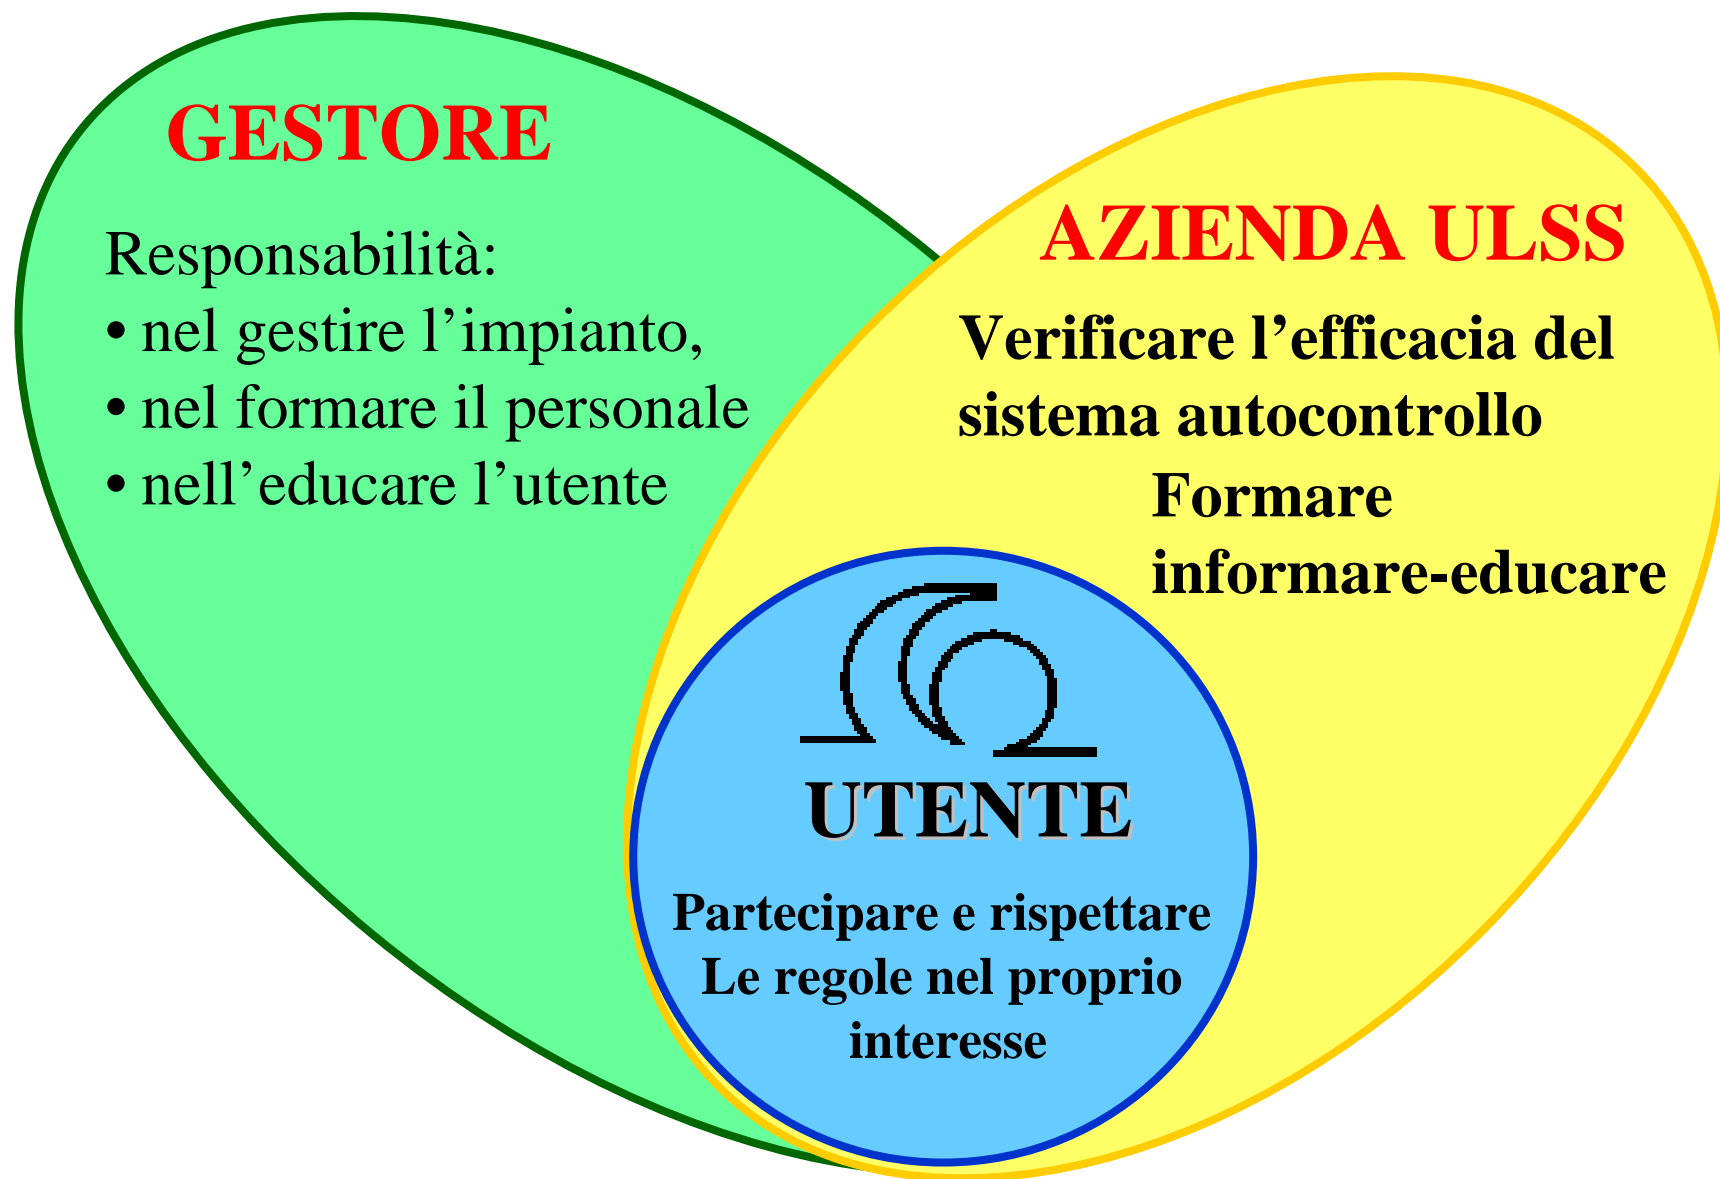 GESTORE
Responsabilità:
• nel gestire l’impianto,
• nel formare il personale
• nell’educare l’utente
AZIENDA ULSS
Verificare l’efficacia del
sistema autocontrollo
Formare
informare-educare
UTENTE
Partecipare e rispettare
Le regole nel proprio
interesse